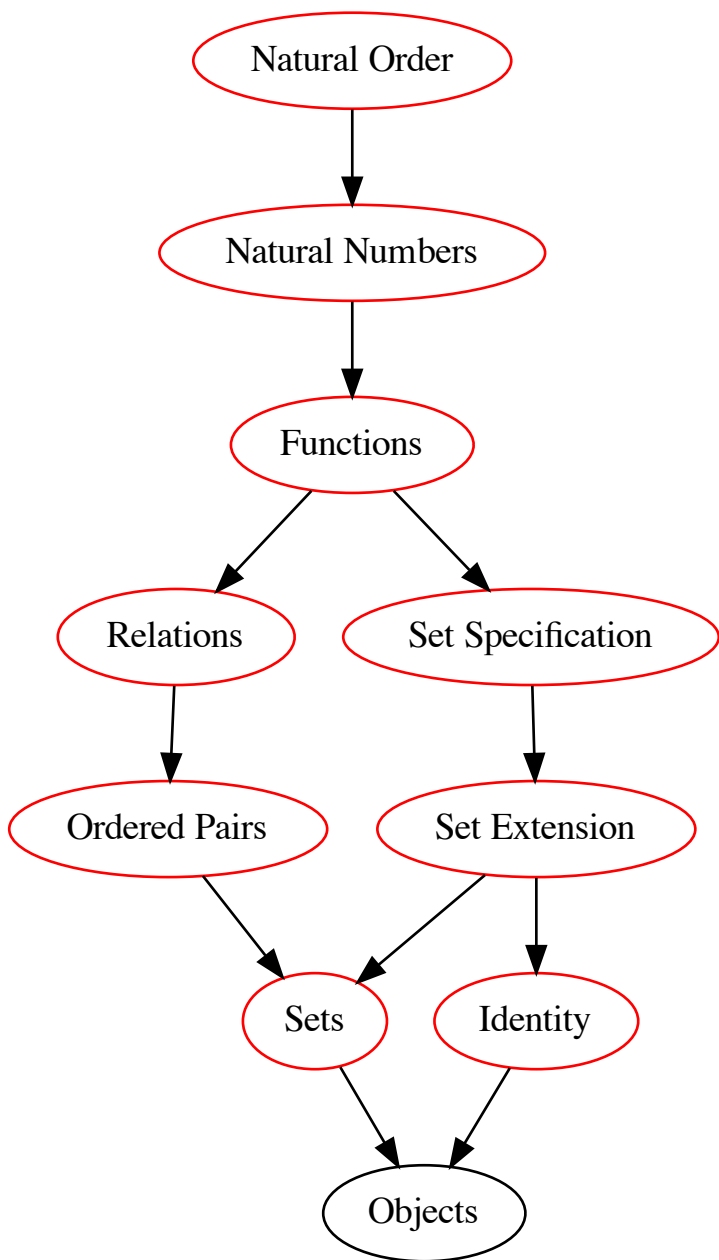 Natural Order
Natural Numbers
Functions
Relations
Set Specification
Ordered Pairs
Set Extension
Sets
Identity
Objects